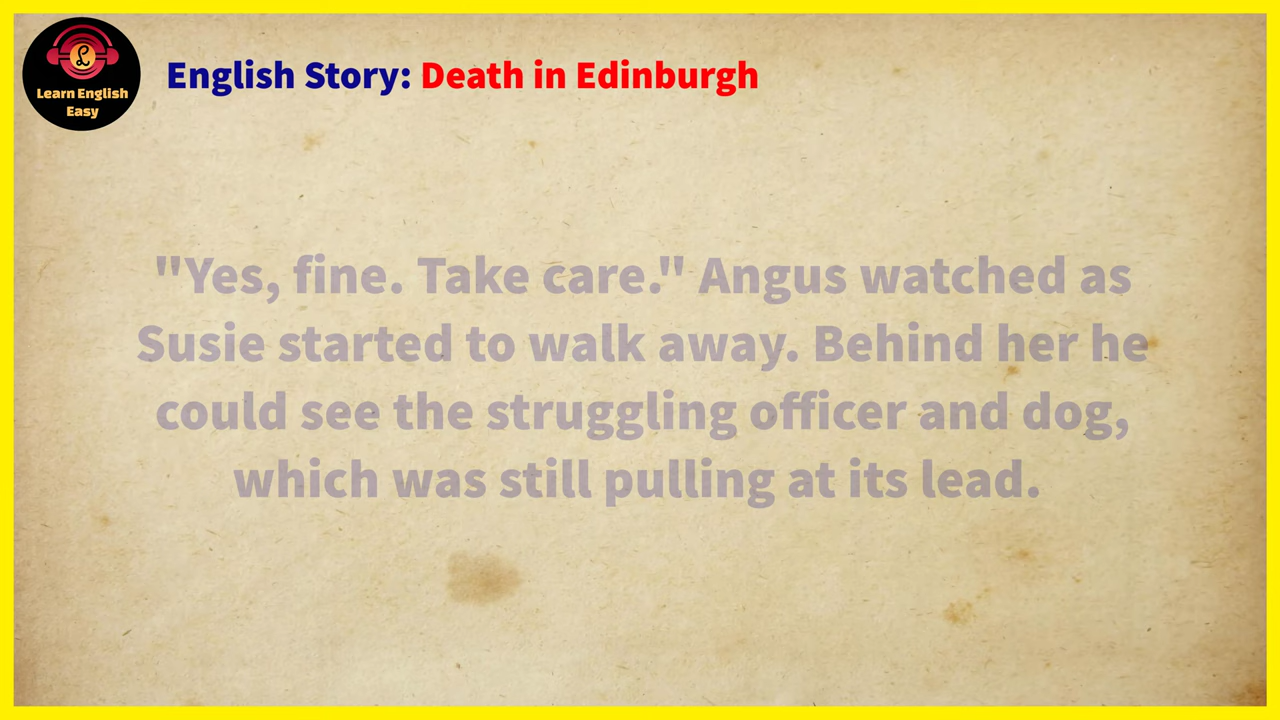 Learn English
Easy
English Story: Death in Edinburgh
"Yes, fine. Take care." Angus watched as
Susie started to walk away. Behind her he
could see the struggling officer and dog,
which was still pulling at its lead.